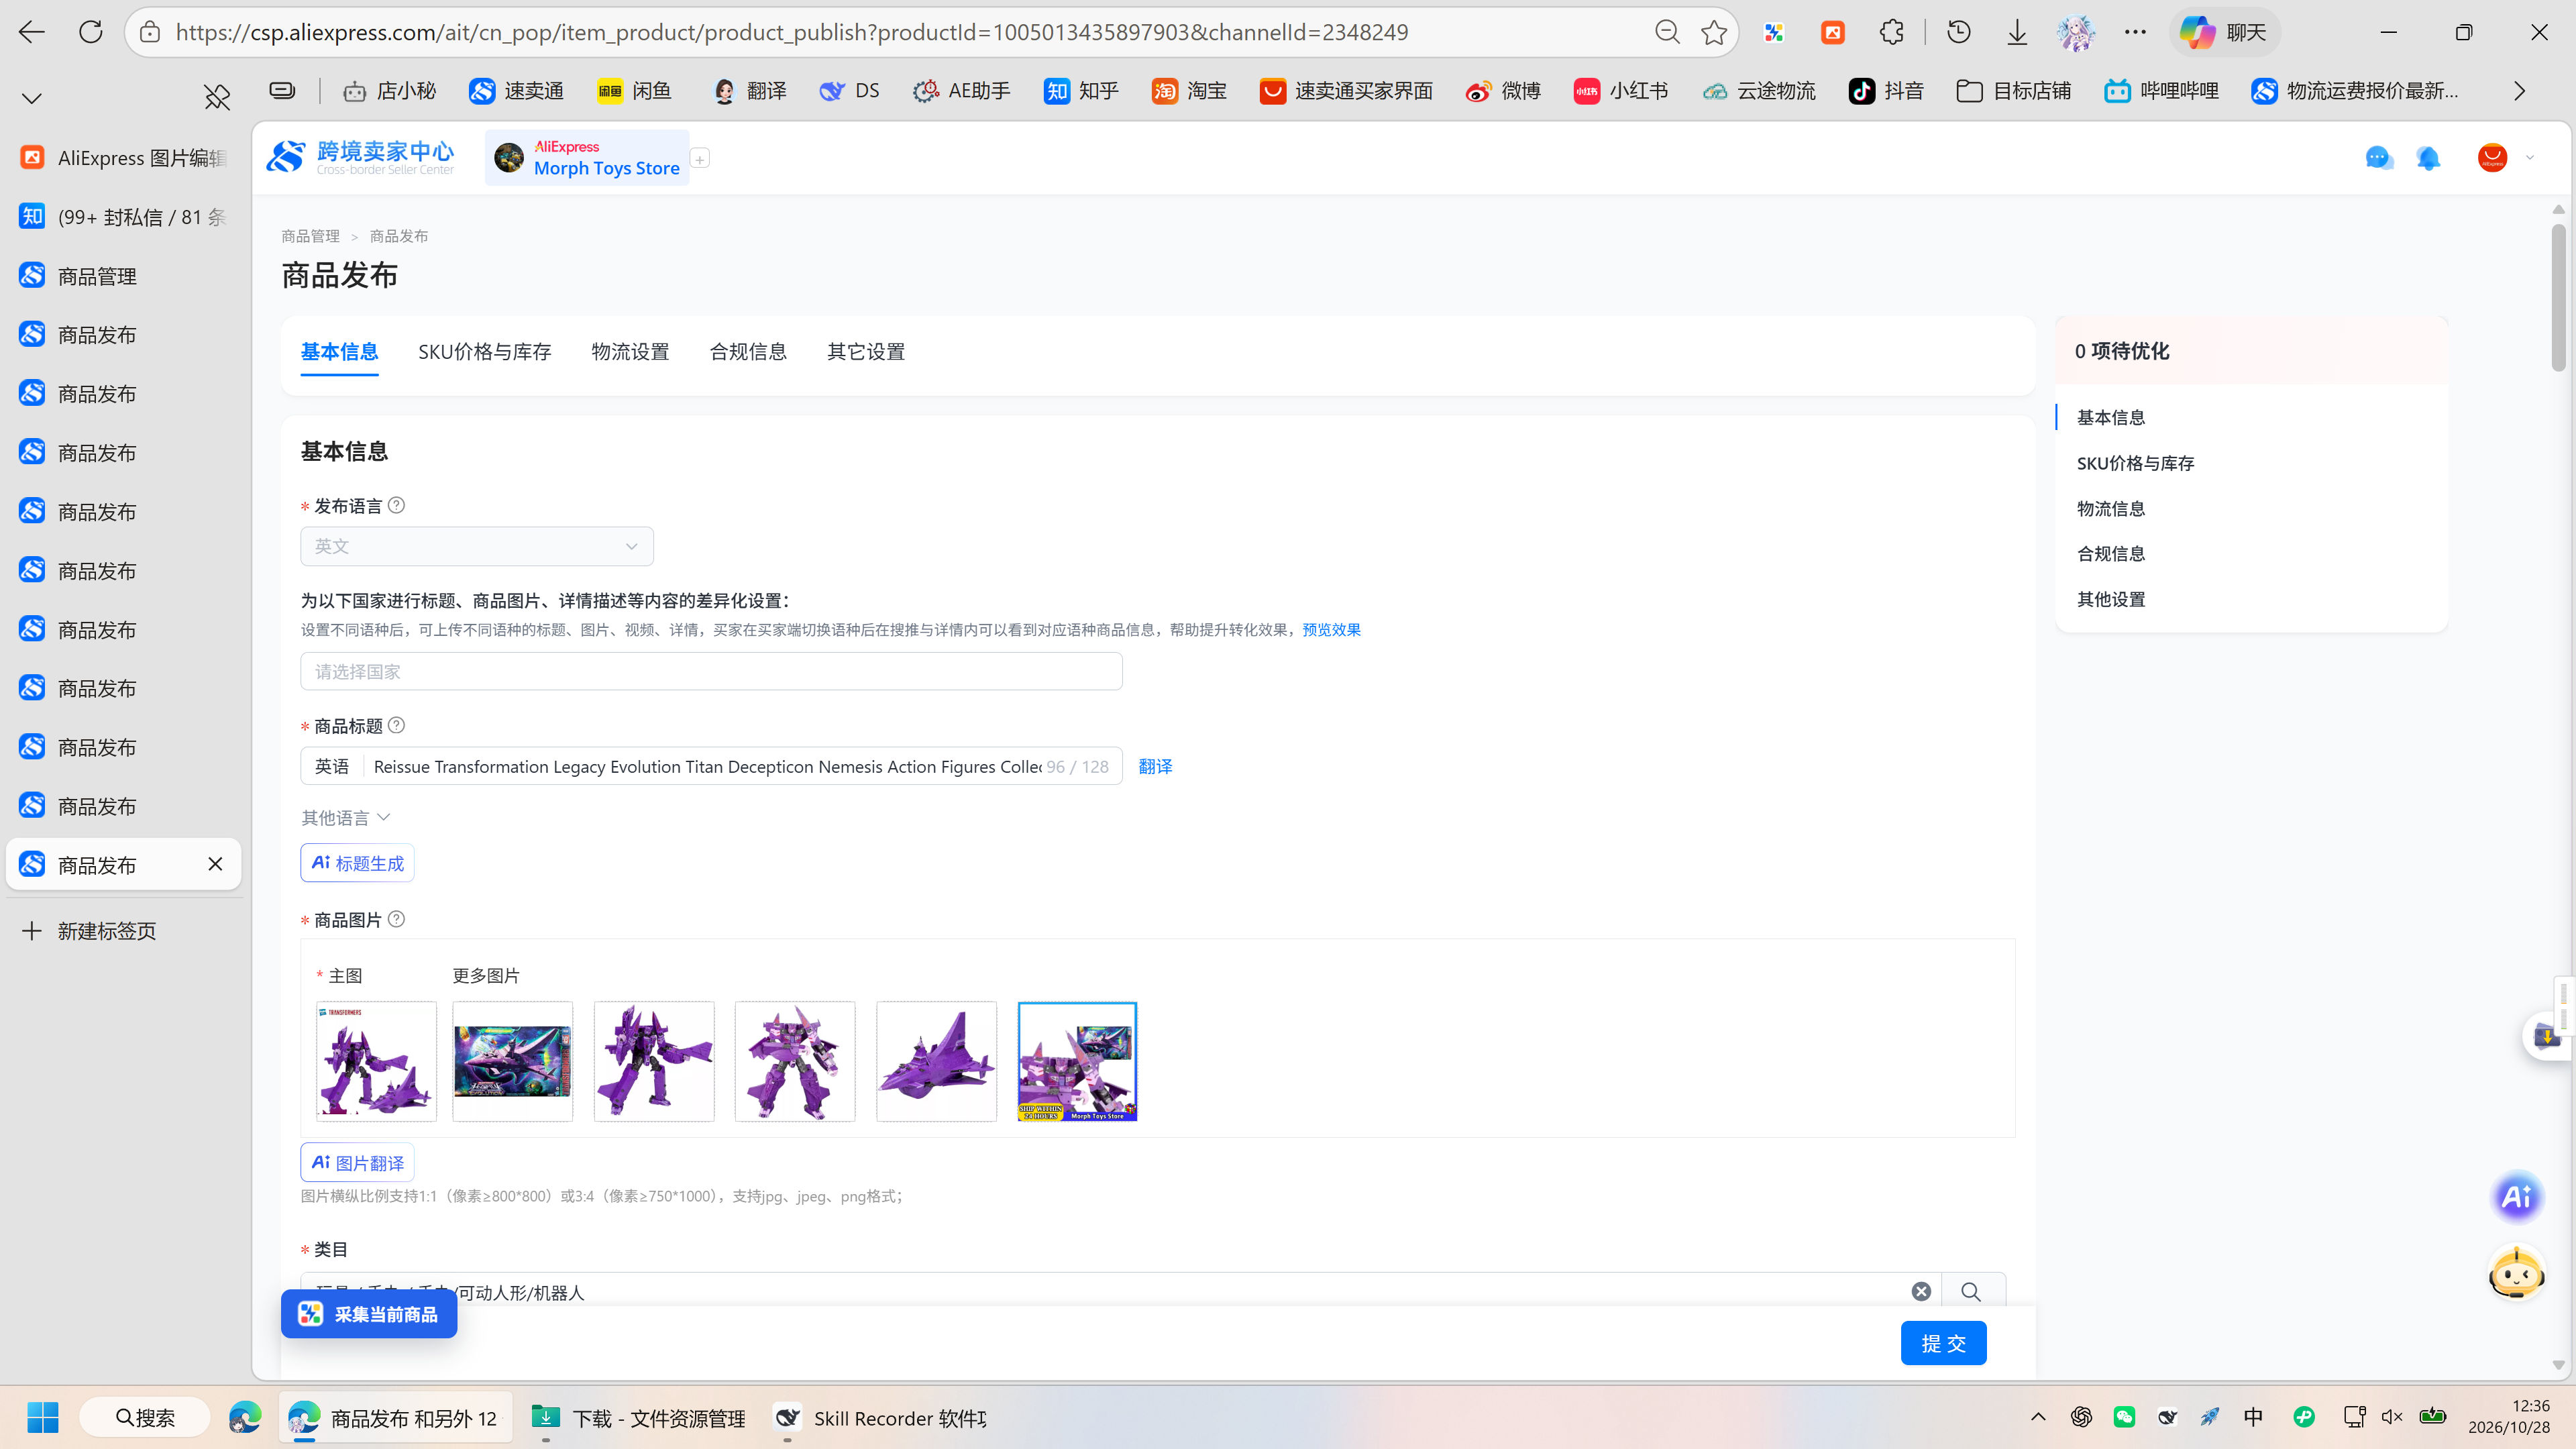 https://csp.aliexpress.com/ait/cn_pop/item_product/product_publish?productId=1005013435897903&channelId=2348249
聊天
店小秘
速卖通
闲鱼
翻译
DS
AE助手
知乎
淘宝
速卖通买家界面
微博
小红书
云途物流
抖音
目标店铺
哔哩哔哩
物流运费报价最新...
AliExpress 图片编辑
(99+ 封私信 / 81 条
商品管理
商品发布
商品发布
商品发布
商品发布
商品发布
商品发布
商品发布
商品发布
商品发布
商品发布
新建标签页
跨境卖家中心
Cross-border Seller Center
AliExpress
Morph Toys Store
商品管理 > 商品发布
商品发布
基本信息
SKU价格与库存
物流设置
合规信息
其它设置
0 项待优化
基本信息
SKU价格与库存
物流信息
合规信息
其他设置
基本信息
* 发布语言
英文
为以下国家进行标题、商品图片、详情描述等内容的差异化设置：
设置不同语种后，可上传不同语种的标题、图片、视频、详情，买家在买家端切换语种后在搜推与详情内可以看到对应语种商品信息，帮助提升转化效果，预览效果
请选择国家
* 商品标题
英语 Reissue Transformation Legacy Evolution Titan Decepticon Nemesis Action Figures Collec 96 / 128 翻译
其他语言
Ai 标题生成
* 商品图片
* 主图
更多图片
TRANSFORMERS
SHIP WITHIN
24 HOURS
Morph Toys Store
Ai 图片翻译
图片横纵比例支持1:1（像素≥800*800）或3:4（像素≥750*1000），支持jpg、jpeg、png格式；
* 类目
/可动人形/机器人
采集当前商品
提 交
Ai
搜索
商品发布 和另外 12
下载 - 文件资源管理
Skill Recorder 软件
中
12:36
2026/10/28